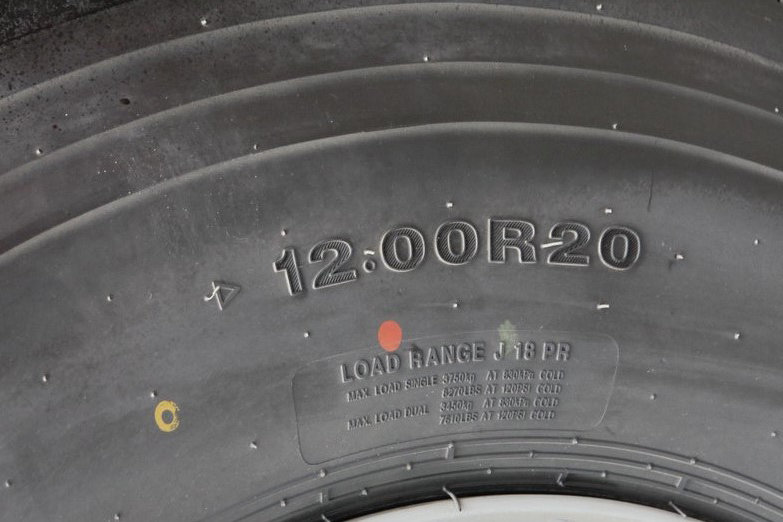 12.00R20
LOAD RANGE J 18 PR
MAX. LOAD SINGLE 3750kg AT 830kPa COLD
8270LBS AT 120PSI COLD
MAX. LOAD DUAL 3450kg AT 830kPa COLD
7610LBS AT 120PSI COLD